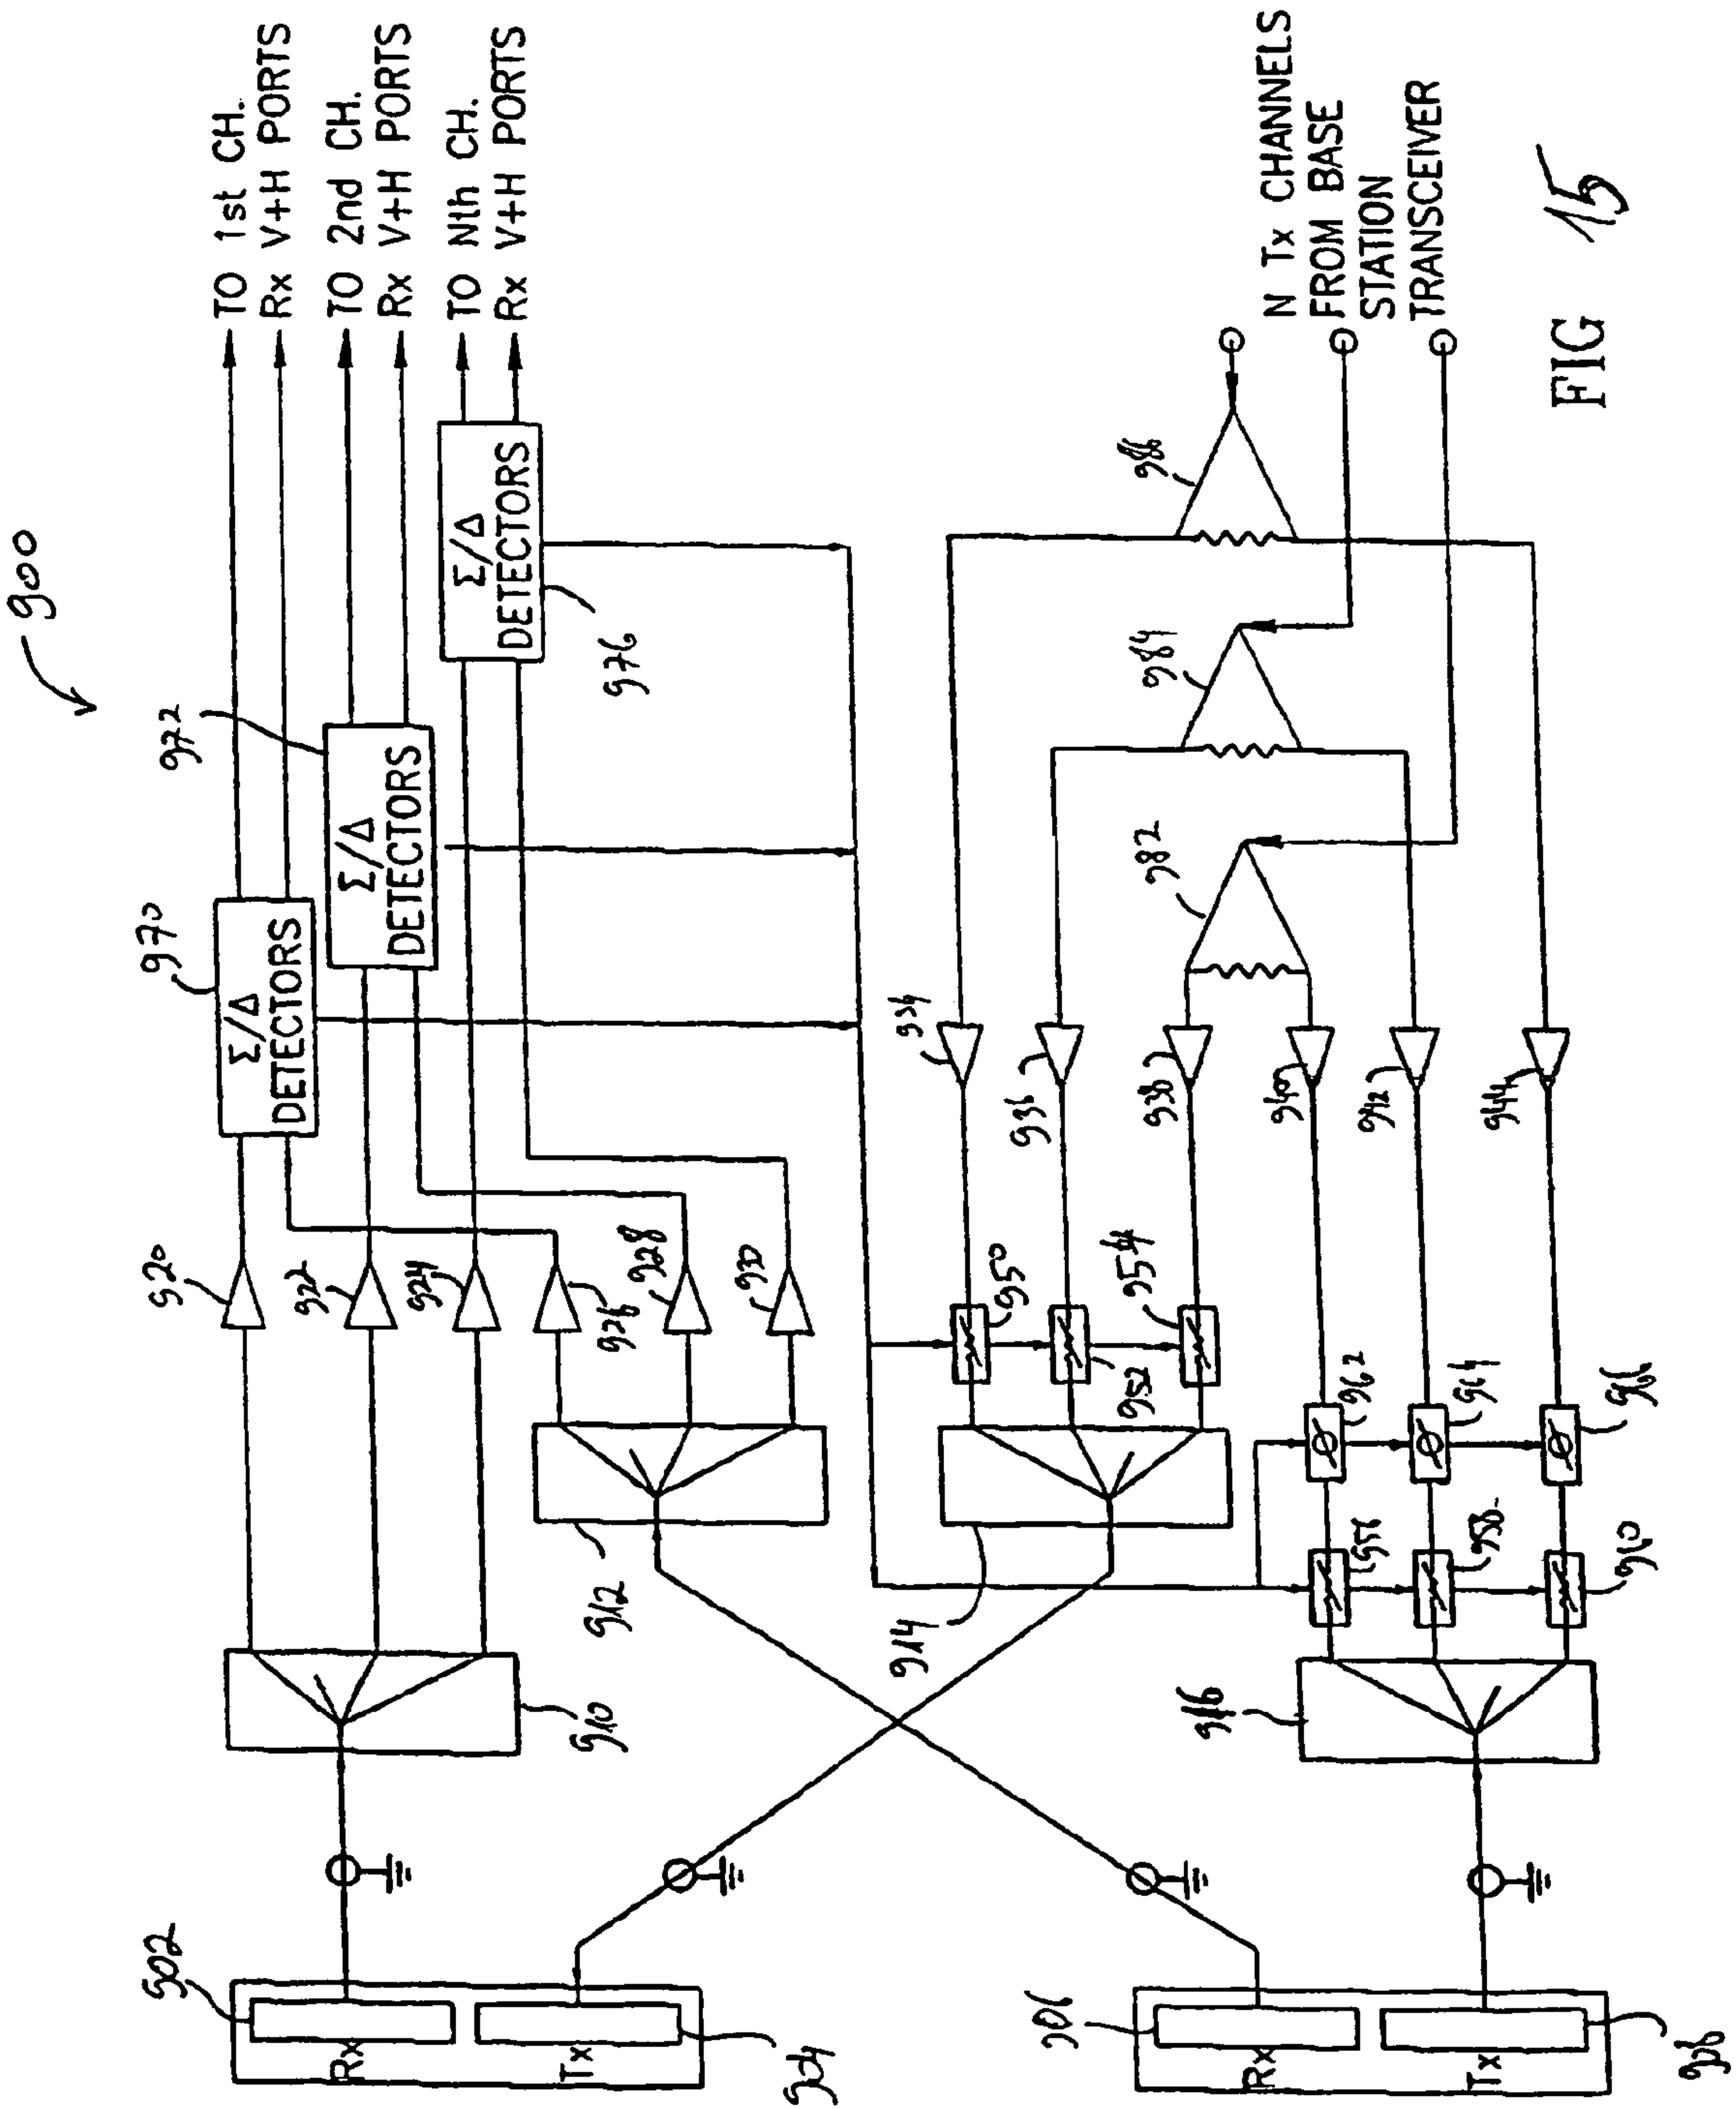 900
TO 1st CH.
Rx V+H PORTS
TO 2nd CH.
Rx V+H PORTS
TO Nth CH.
Rx V+H PORTS
970
Σ/Δ
DETECTORS
972
Σ/Δ
DETECTORS
976
Σ/Δ
DETECTORS
920
922
924
926
928
930
910
912
914
916
902
Rx
Tx
904
906
Rx
Tx
908
934
936
938
940
942
944
950
952
954
956
958
960
962
964
966
982
984
986
N Tx CHANNELS
FROM BASE
STATION
TRANSCEIVER
FIG 15